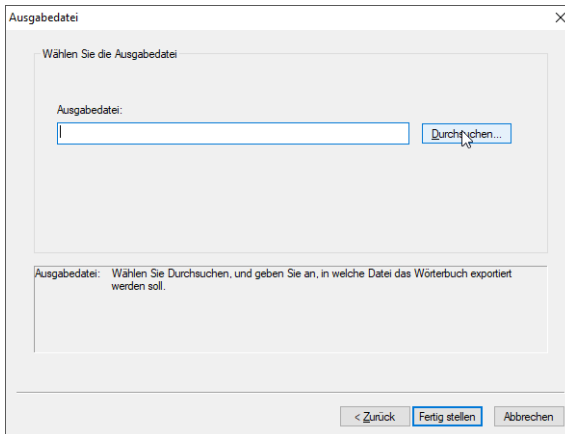 Ausgabedatei
Wählen Sie die Ausgabedatei
Ausgabedatei:
Durchsuchen...
Ausgabedatei: Wählen Sie Durchsuchen, und geben Sie an, in welche Datei das Wörterbuch exportiert
werden soll.
< Zurück Fertig stellen Abbrechen